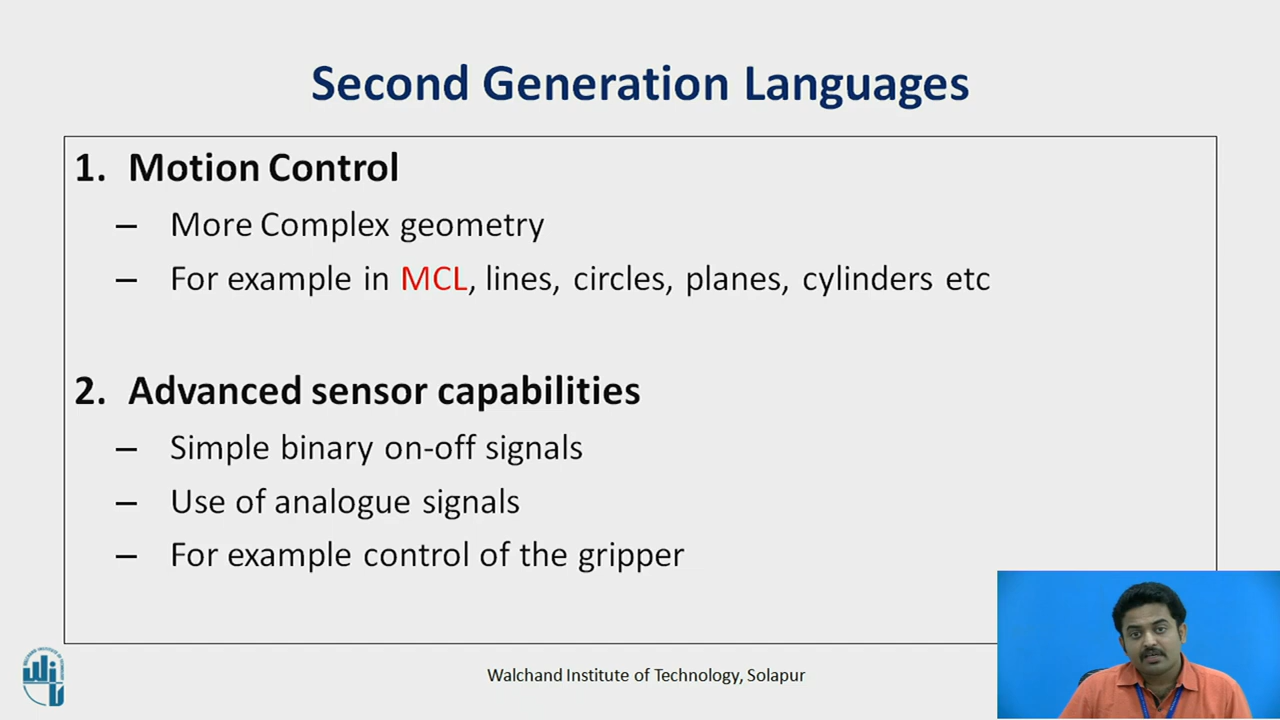 Second Generation Languages
1. Motion Control
– More Complex geometry
– For example in MCL, lines, circles, planes, cylinders etc
2. Advanced sensor capabilities
– Simple binary on-off signals
– Use of analogue signals
– For example control of the gripper
Walchand Institute of Technology, Solapur